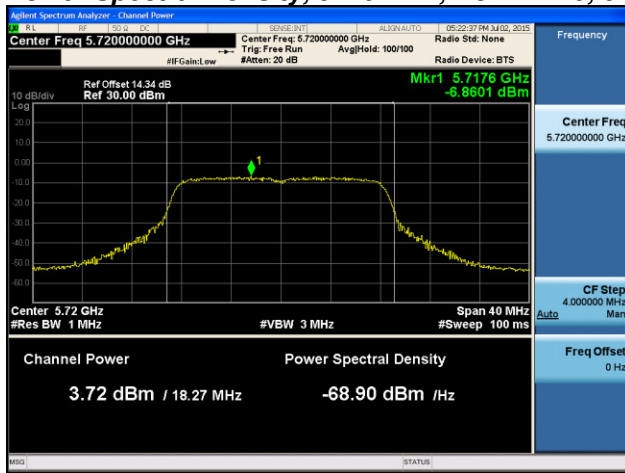 Agilent Spectrum Analyzer - Channel Power
RL RF 50 Ω DC SENSE:INT ALIGN AUTO 05:22:37 PM Jul 02, 2015
Center Freq 5.720000000 GHz
#IFGain:Low
Center Freq: 5.720000000 GHz
Trig: Free Run Avg|Hold: 100/100
#Atten: 20 dB
Radio Std: None
Radio Device: BTS
Ref Offset 14.34 dB
10 dB/div Ref 30.00 dBm
Mkr1 5.7176 GHz
-6.8601 dBm
Log
20.0
10.0
0.00
-10.0
-20.0
-30.0
-40.0
-50.0
-60.0
1
Center 5.72 GHz Span 40 MHz
#Res BW 1 MHz #VBW 3 MHz #Sweep 100 ms
Channel Power Power Spectral Density
3.72 dBm / 18.27 MHz -68.90 dBm /Hz
MSG STATUS
Frequency
Center Freq
5.720000000 GHz
CF Step
4.000000 MHz
Auto Man
Freq Offset
0 Hz